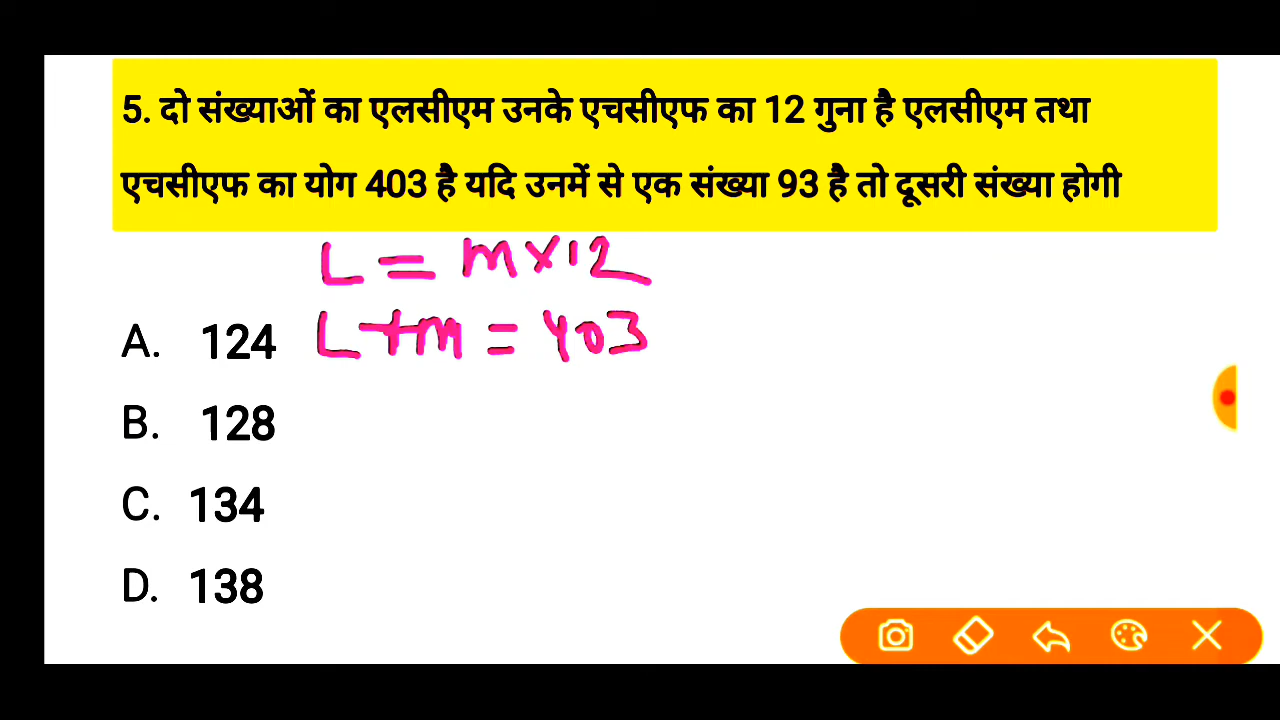 5. दो संख्याओं का एलसीएम उनके एचसीएफ का 12 गुना है एलसीएम तथा
एचसीएफ का योग 403 है यदि उनमें से एक संख्या 93 है तो दूसरी संख्या होगी
L = m×12
L+m = 403
A. 124
B. 128
C. 134
D. 138